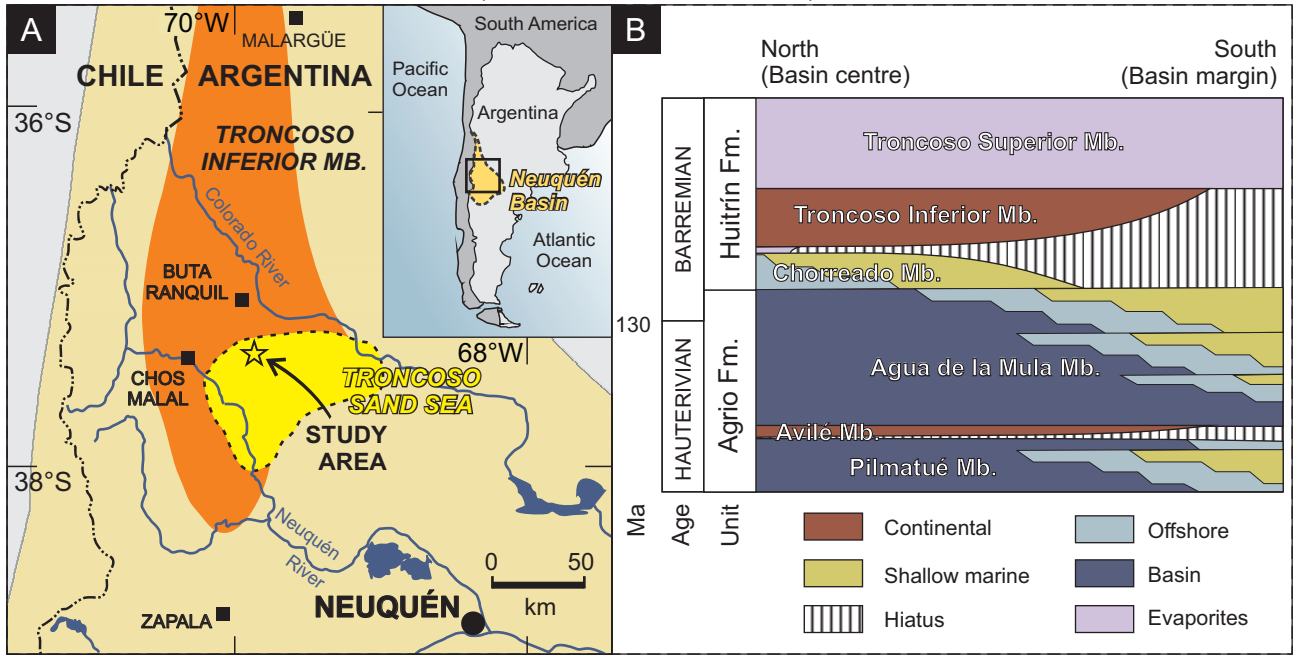 A
70°W
MALARGÜE
CHILE
ARGENTINA
36°S
TRONCOSO
INFERIOR MB.
Colorado River
BUTA
RANQUIL
CHOS
MALAL
TRONCOSO
SAND SEA
STUDY
AREA
38°S
68°W
Neuquén
River
ZAPALA
NEUQUÉN
0
50
km
South America
Pacific
Ocean
Argentina
Neuquén
Basin
Atlantic
Ocean
B
North
(Basin centre)
South
(Basin margin)
BARREMIAN
Huitrín Fm.
Troncoso Superior Mb.
Troncoso Inferior Mb.
Chorreado Mb.
130
HAUTERIVIAN
Agrio Fm.
Agua de la Mula Mb.
Avilé Mb.
Pilmatué Mb.
Ma
Age
Unit
Continental
Shallow marine
Hiatus
Offshore
Basin
Evaporites